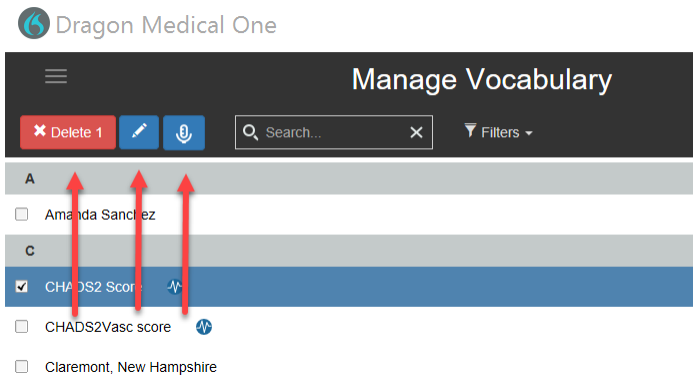 Dragon Medical One
Manage Vocabulary
Delete 1
Search...
Filters
A
Amanda Sanchez
C
CHADS2 Score
CHADS2Vasc score
Claremont, New Hampshire